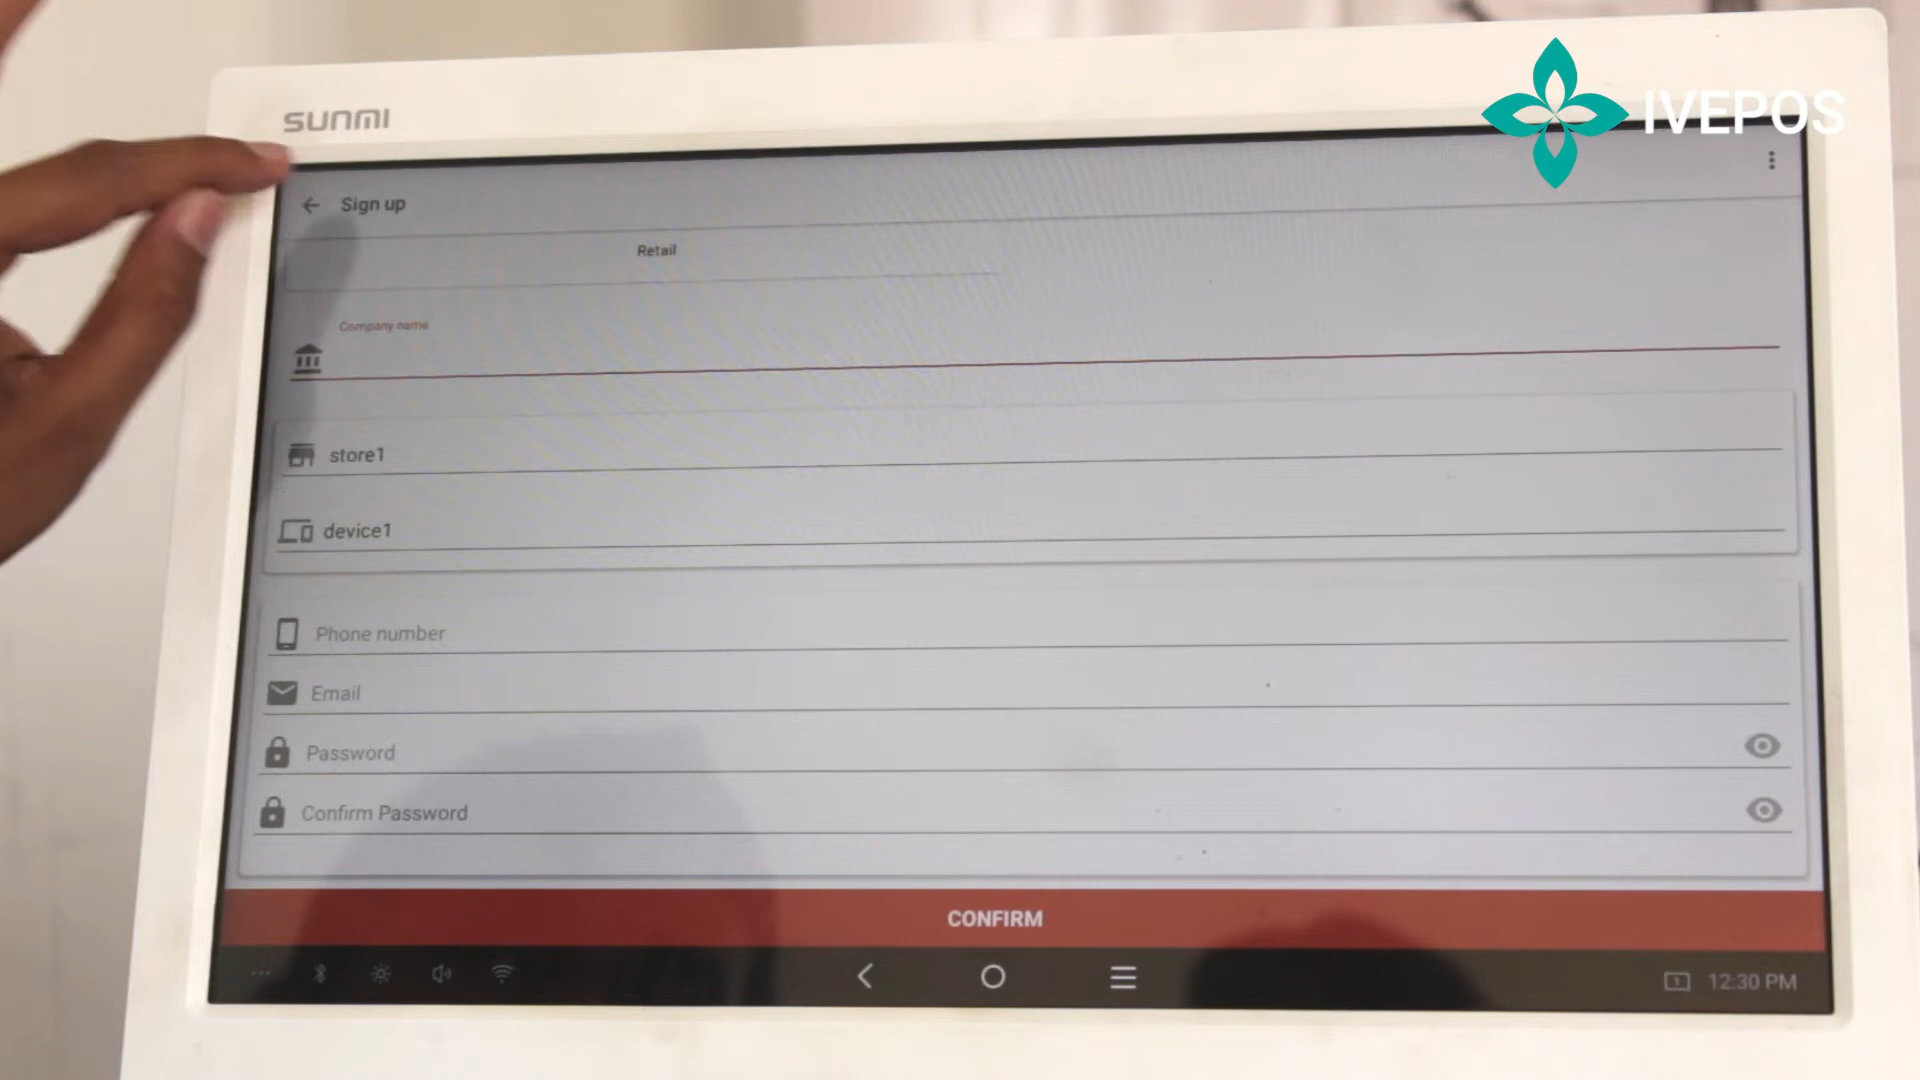 SUNMI
IVEPOS
Sign up
Retail
Company name
store1
device1
Phone number
Email
Password
Confirm Password
CONFIRM
1
12:30 PM